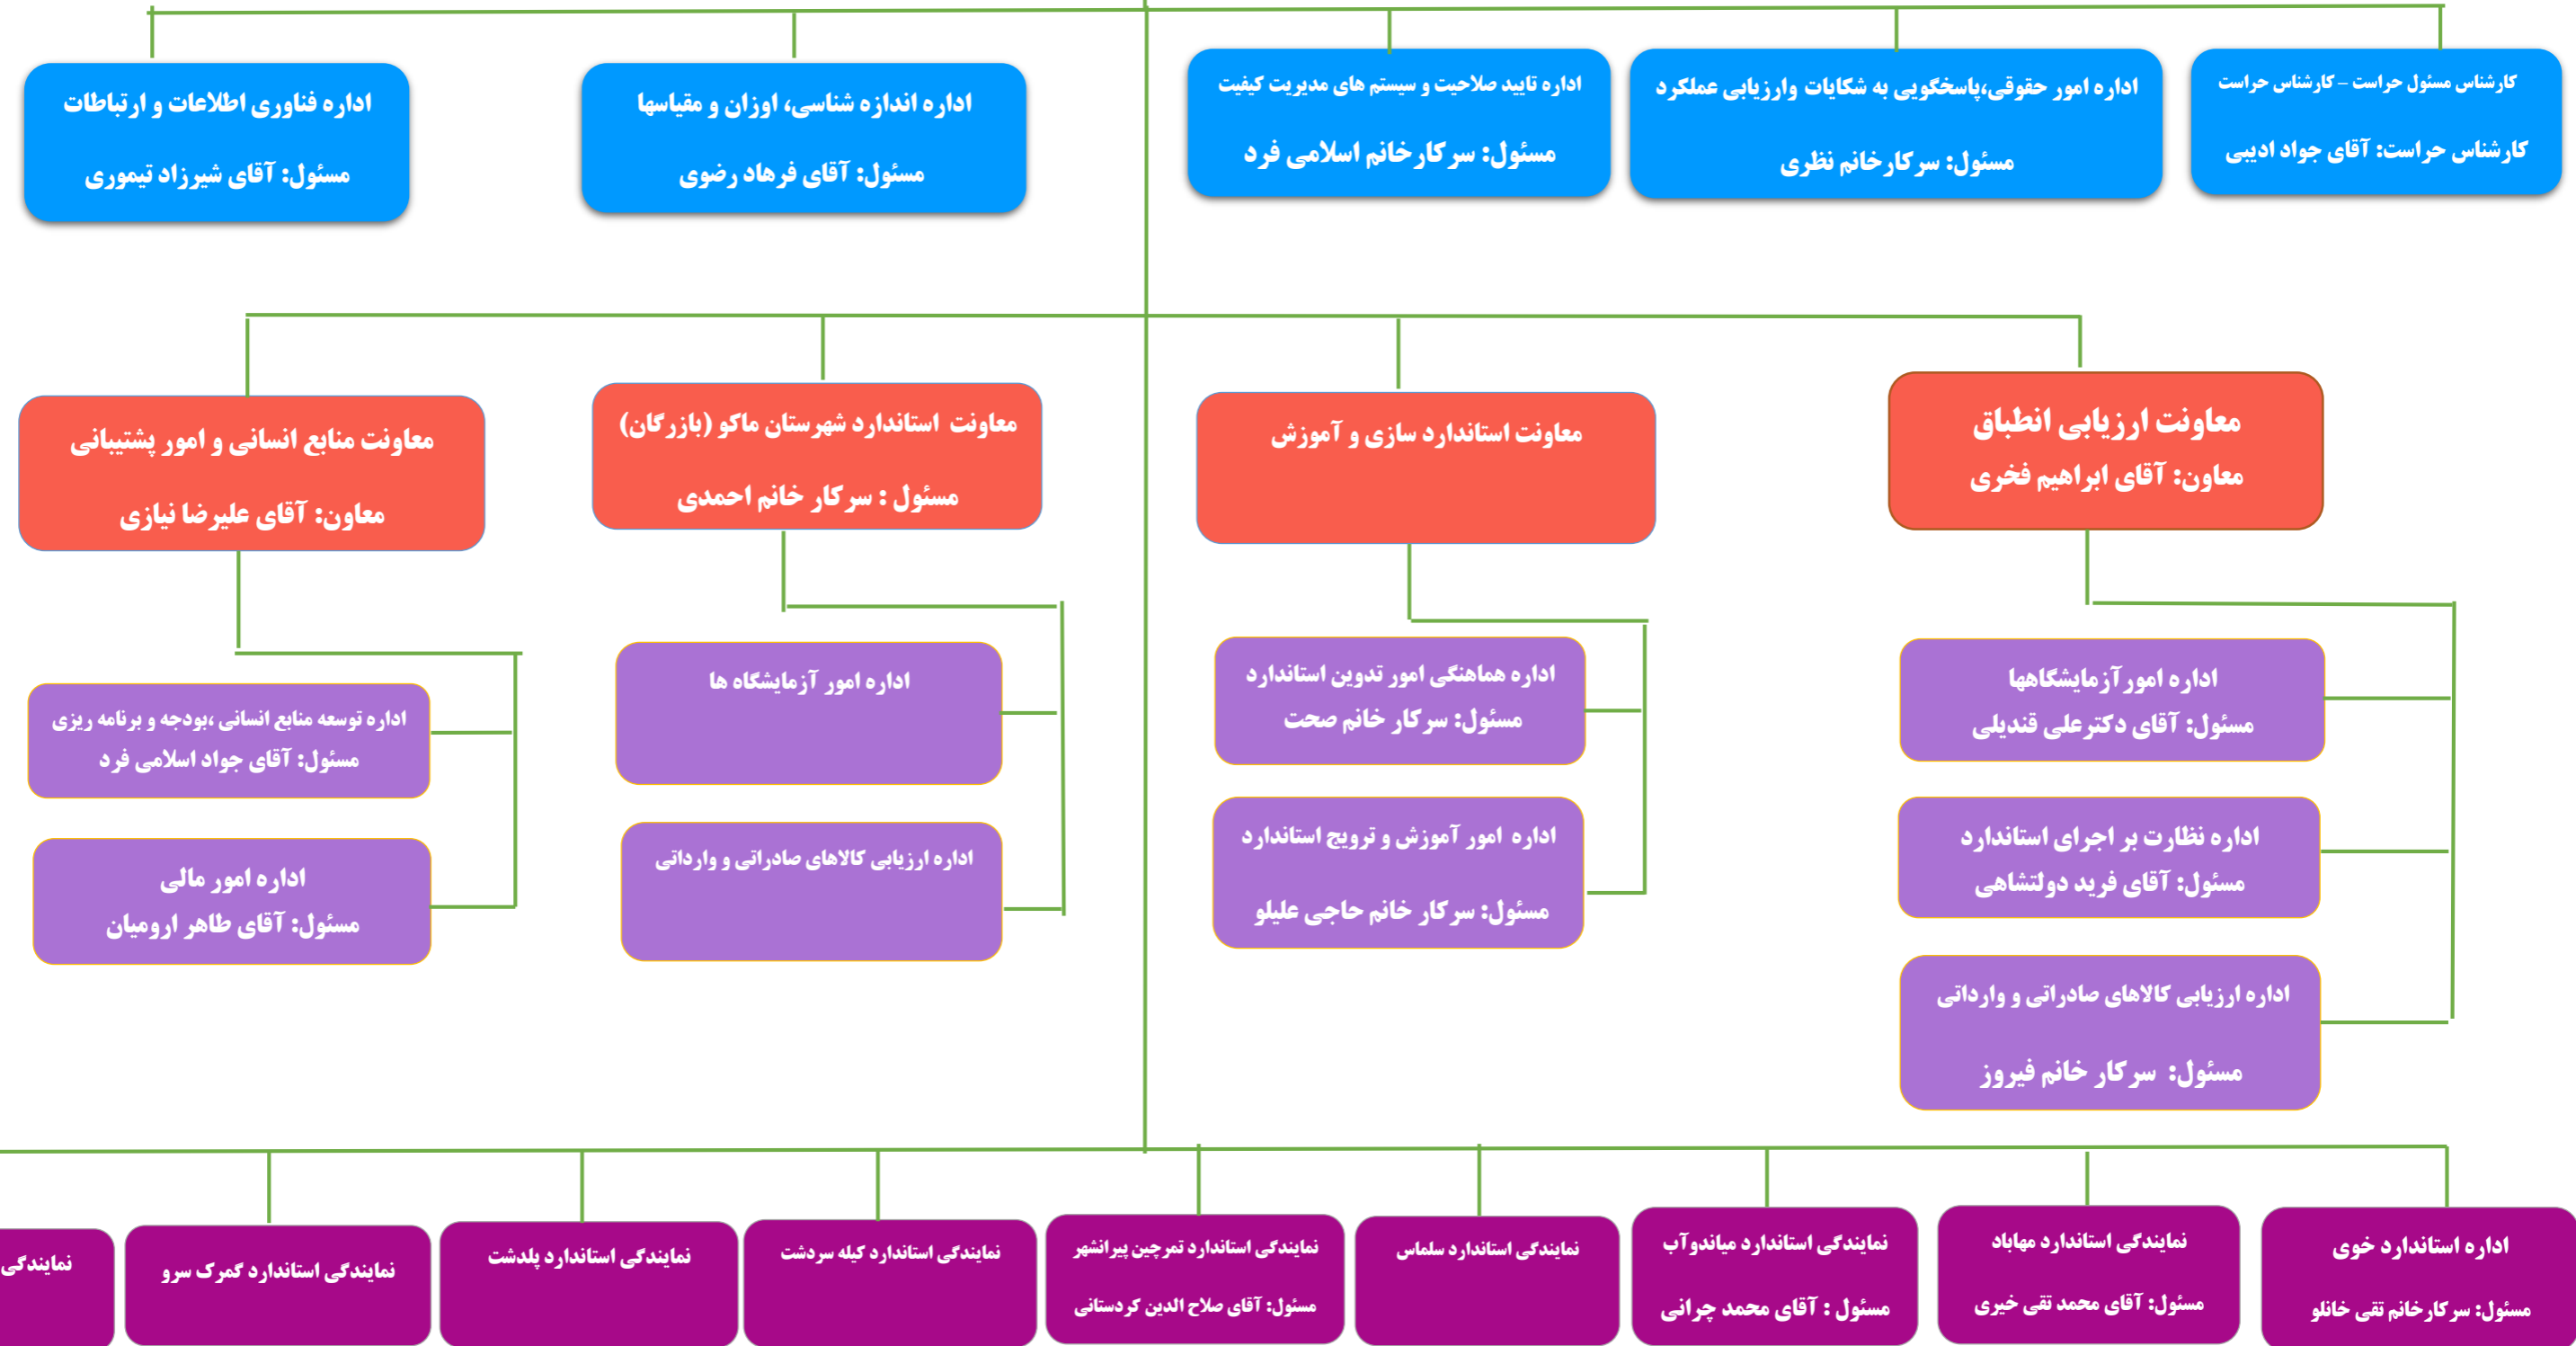 کارشناس مسئول حراست – کارشناس حراست
کارشناس حراست: آقای جواد ادیبی
اداره امور حقوقی،پاسخگویی به شکایات وارزیابی عملکرد
مسئول: سرکارخانم نظری
اداره تایید صلاحیت و سیستم های مدیریت کیفیت
مسئول: سرکارخانم اسلامی فرد
اداره اندازه شناسی، اوزان و مقیاسها
مسئول: آقای فرهاد رضوی
اداره فناوری اطلاعات و ارتباطات
مسئول: آقای شیرزاد تیموری
معاونت ارزیابی انطباق
معاون: آقای ابراهیم فخری
معاونت استاندارد سازی و آموزش
معاونت استاندارد شهرستان ماکو (بازرگان)
مسئول : سرکار خانم احمدی
معاونت منابع انسانی و امور پشتیبانی
معاون: آقای علیرضا نیازی
اداره امورآزمایشگاهها
مسئول: آقای دکترعلی قندیلی
اداره نظارت بر اجرای استاندارد
مسئول: آقای فرید دولتشاهی
اداره ارزیابی کالاهای صادراتی و وارداتی
مسئول: سرکار خانم فیروز
اداره هماهنگی امور تدوین استاندارد
مسئول: سرکار خانم صحت
اداره امور آموزش و ترویج استاندارد
مسئول: سرکار خانم حاجی علیلو
اداره امور آزمایشگاه ها
اداره ارزیابی کالاهای صادراتی و وارداتی
اداره توسعه منابع انسانی ،بودجه و برنامه ریزی
مسئول: آقای جواد اسلامی فرد
اداره امور مالی
مسئول: آقای طاهر ارومیان
اداره استاندارد خوی
مسئول: سرکارخانم تقی خانلو
نمایندگی استاندارد مهاباد
مسئول: آقای محمد تقی خیری
نمایندگی استاندارد میاندوآب
مسئول : آقای محمد چرانی
نمایندگی استاندارد سلماس
نمایندگی استاندارد تمرچین پیرانشهر
مسئول: آقای صلاح الدین کردستانی
نمایندگی استاندارد کیله سردشت
نمایندگی استاندارد پلدشت
نمایندگی استاندارد گمرک سرو
نمایندگی